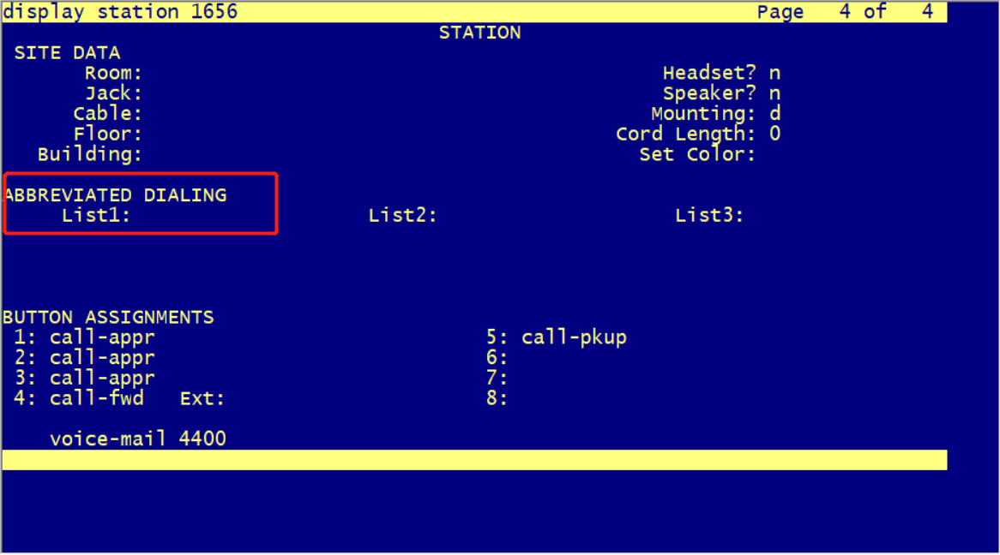 display station 1656 Page 4 of 4
STATION
SITE DATA
Room: Headset? n
Jack: Speaker? n
Cable: Mounting: d
Floor: Cord Length: 0
Building: Set Color:
ABBREVIATED DIALING
List1: List2: List3:
BUTTON ASSIGNMENTS
1: call-appr 5: call-pkup
2: call-appr 6:
3: call-appr 7:
4: call-fwd Ext: 8:
voice-mail 4400